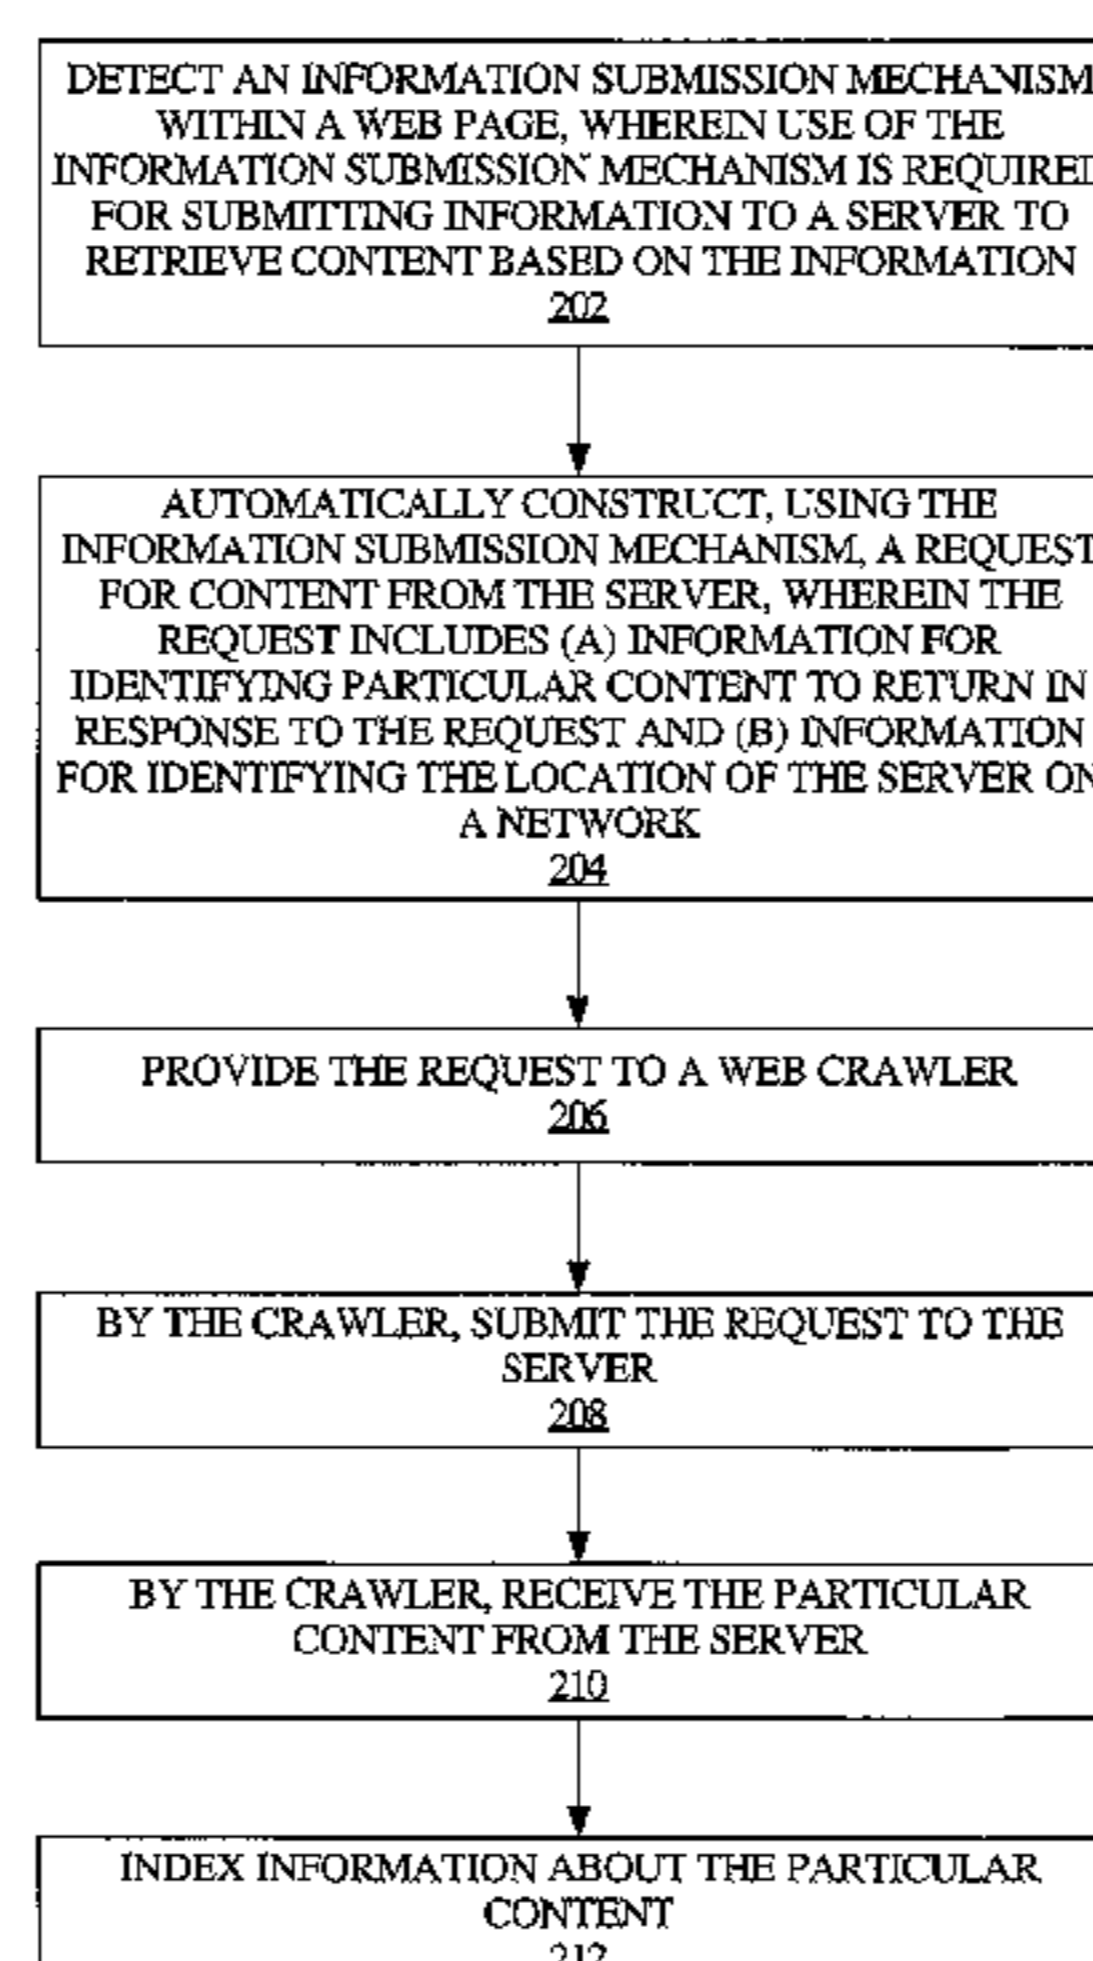 DETECT AN INFORMATION SUBMISSION MECHANISM
WITHIN A WEB PAGE, WHEREIN USE OF THE
INFORMATION SUBMISSION MECHANISM IS REQUIRED
FOR SUBMITTING INFORMATION TO A SERVER TO
RETRIEVE CONTENT BASED ON THE INFORMATION
202
AUTOMATICALLY CONSTRUCT, USING THE
INFORMATION SUBMISSION MECHANISM, A REQUEST
FOR CONTENT FROM THE SERVER, WHEREIN THE
REQUEST INCLUDES (A) INFORMATION FOR
IDENTIFYING PARTICULAR CONTENT TO RETURN IN
RESPONSE TO THE REQUEST AND (B) INFORMATION
FOR IDENTIFYING THE LOCATION OF THE SERVER ON
A NETWORK
204
PROVIDE THE REQUEST TO A WEB CRAWLER
206
BY THE CRAWLER, SUBMIT THE REQUEST TO THE
SERVER
208
BY THE CRAWLER, RECEIVE THE PARTICULAR
CONTENT FROM THE SERVER
210
INDEX INFORMATION ABOUT THE PARTICULAR
CONTENT
212